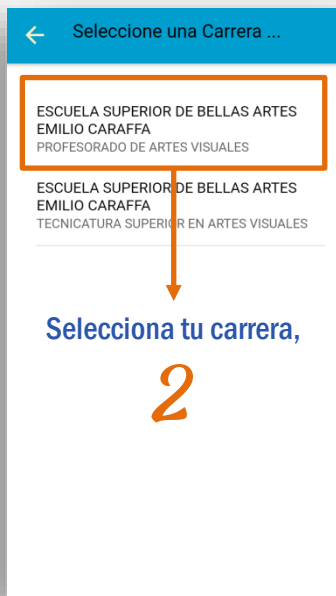 Seleccione una Carrera ...
ESCUELA SUPERIOR DE BELLAS ARTES
EMILIO CARAFFA
PROFESORADO DE ARTES VISUALES
ESCUELA SUPERIOR DE BELLAS ARTES
EMILIO CARAFFA
TECNICATURA SUPERIOR EN ARTES VISUALES
Selecciona tu carrera,
2